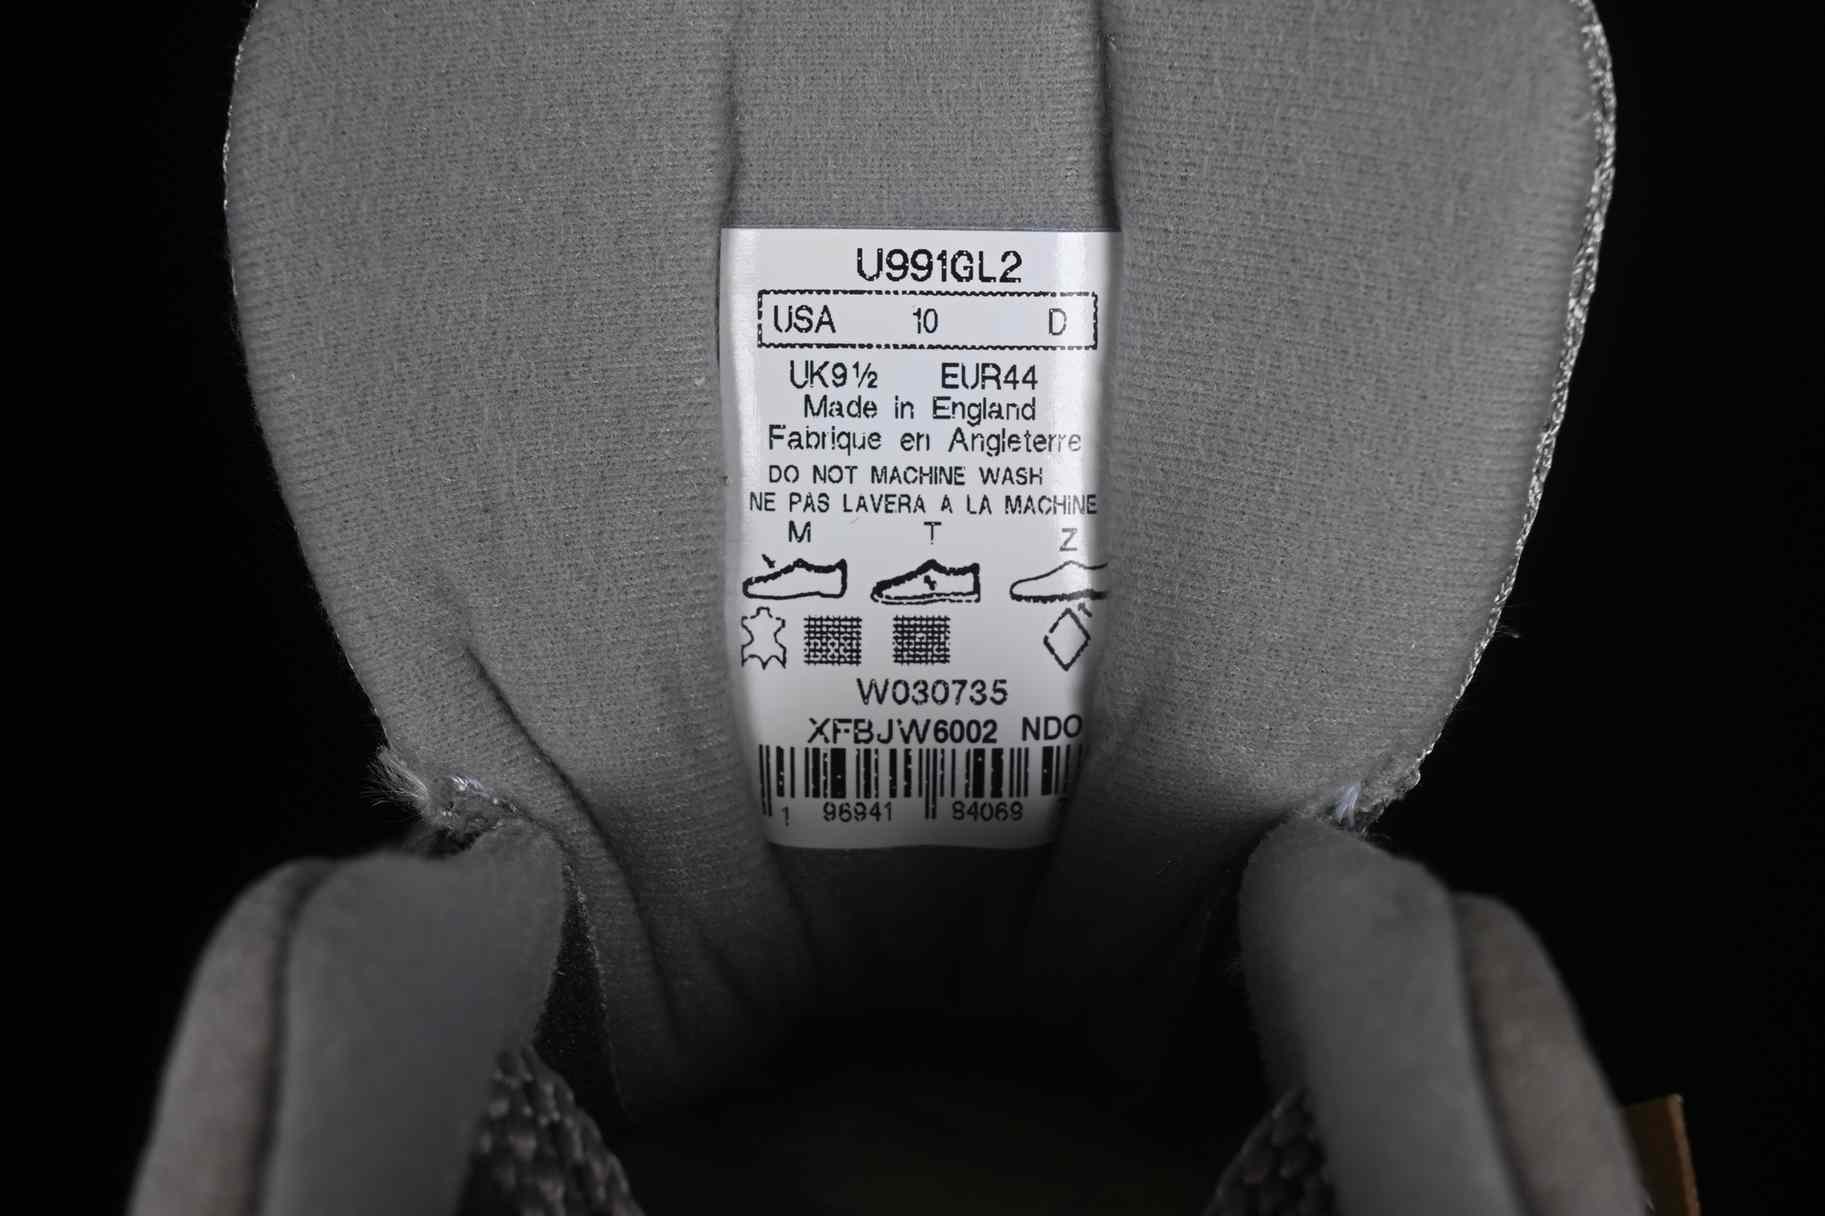 U991GL2
USA 10 D
UK9½ EUR44
Made in England
Fabrique en Angleterre
DO NOT MACHINE WASH
NE PAS LAVERA A LA MACHINE
M T Z
W030735
XFBJW6002 NDO
1 96941 84069